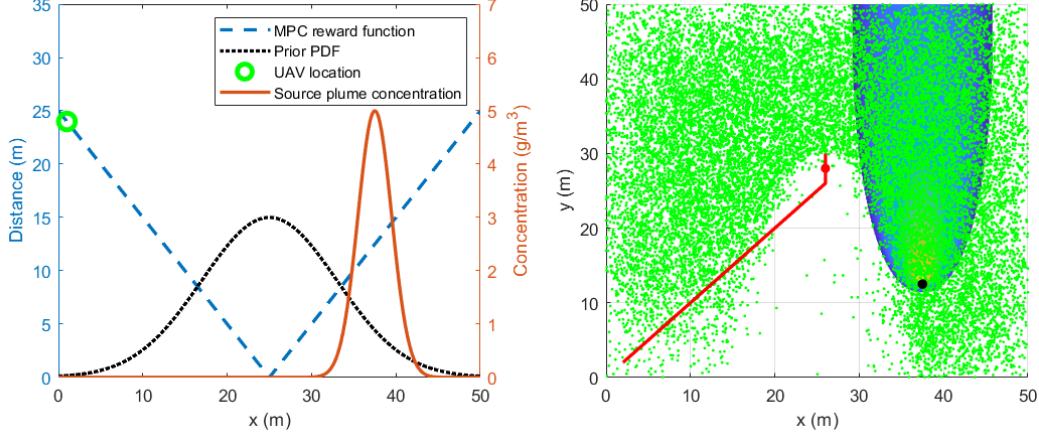 35
30
25
20
15
10
5
0
Distance (m)
MPC reward function
Prior PDF
UAV location
Source plume concentration
7
6
5
4
3
2
1
0
Concentration (g/m³)
0 10 20 30 40 50
x (m)
50
40
30
20
10
0
y (m)
0 10 20 30 40 50
x (m)